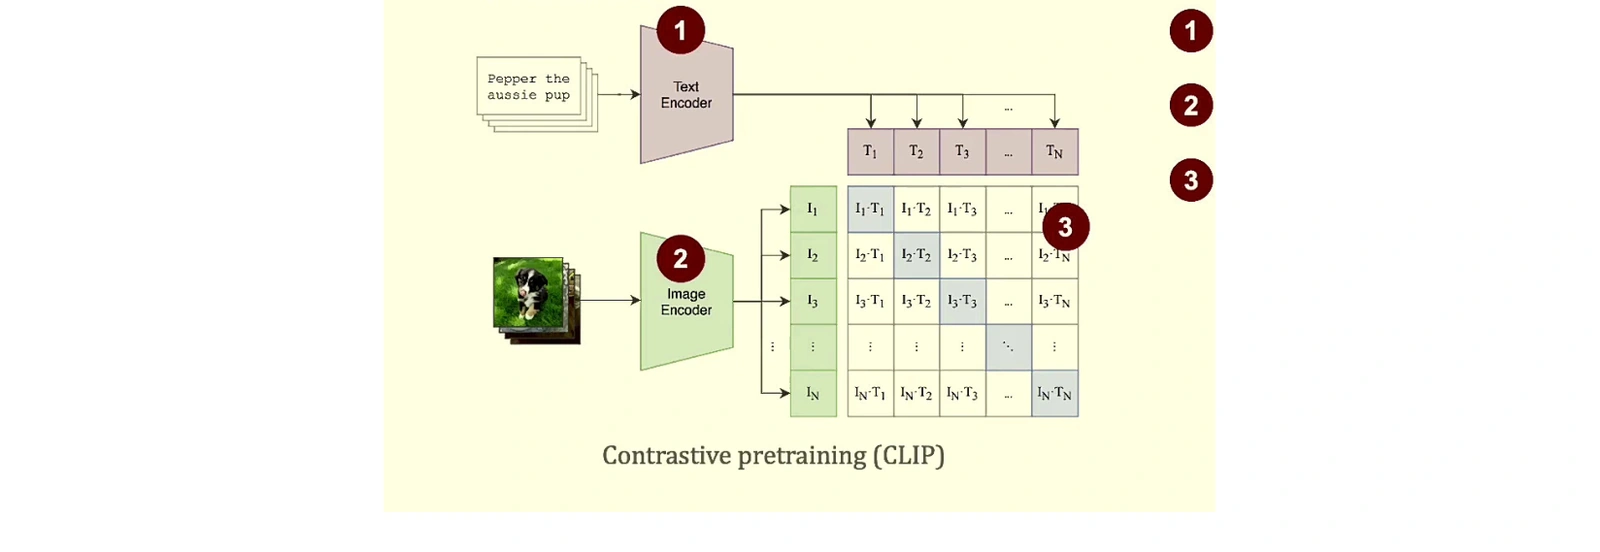 1
1
Pepper the
aussie pup
Text
Encoder
2
...
T1 T2 T3 ... TN
3
I1 I1·T1 I1·T2 I1·T3 ...
3
2
I2 I2·T1 I2·T2 I2·T3 ... I2·TN
Image
Encoder
I3 I3·T1 I3·T2 I3·T3 ... I3·TN
⋮ ⋮ ⋮ ⋮ ⋮ ⋱ ⋮
IN IN·T1 IN·T2 IN·T3 ... IN·TN
Contrastive pretraining (CLIP)